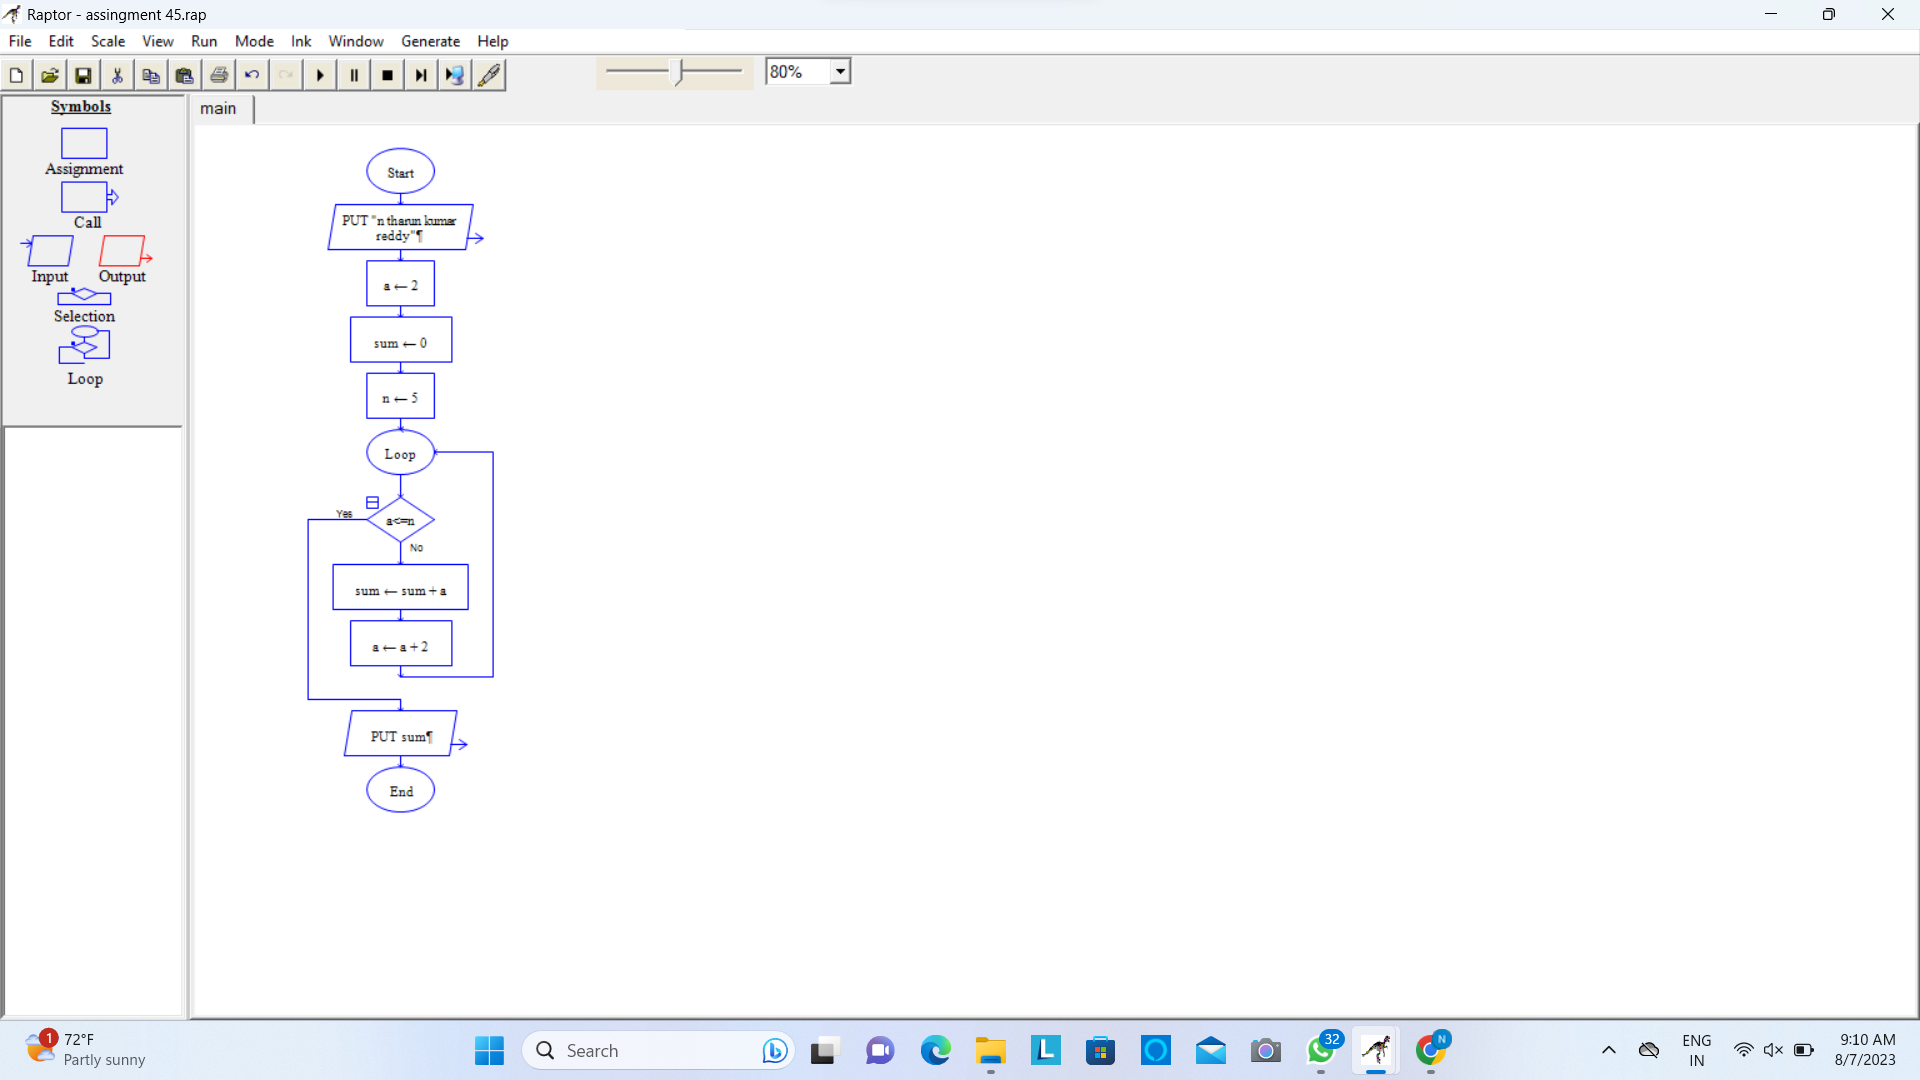 Raptor - assingment 45.rap
File Edit Scale View Run Mode Ink Window Generate Help
80%
Symbols
Assignment
Call
Input Output
Selection
Loop
main
Start
PUT "n tharun kumar
reddy"¶
a ← 2
sum ← 0
n ← 5
Loop
Yes
a<=n
No
sum ← sum + a
a ← a + 2
PUT sum¶
End
1
72°F
Partly sunny
Search
L
32
N
ENG
IN
9:10 AM
8/7/2023